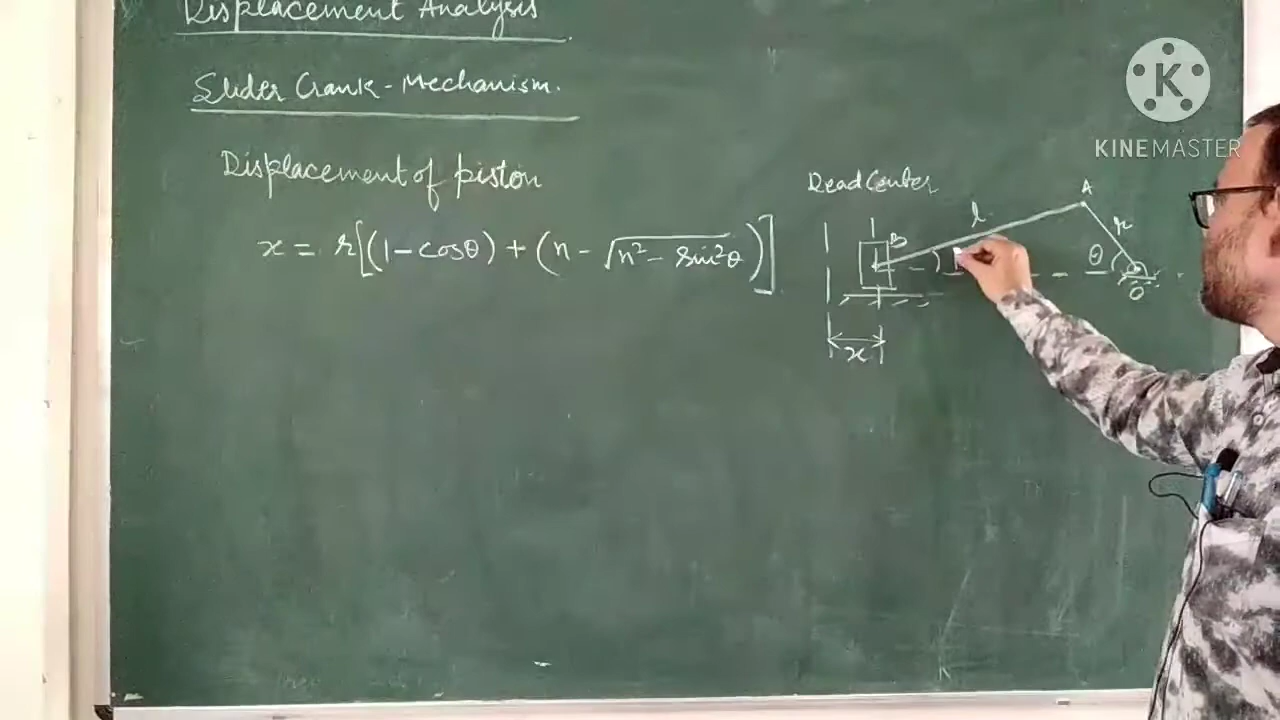 Displacement Analysis
Slider Crank-Mechanism.
Displacement of piston
x = r[(1-cosθ) + (n - √n² - sin²θ)]
Dead Center
A
l
r
B
θ
O
x
K
KINEMASTER